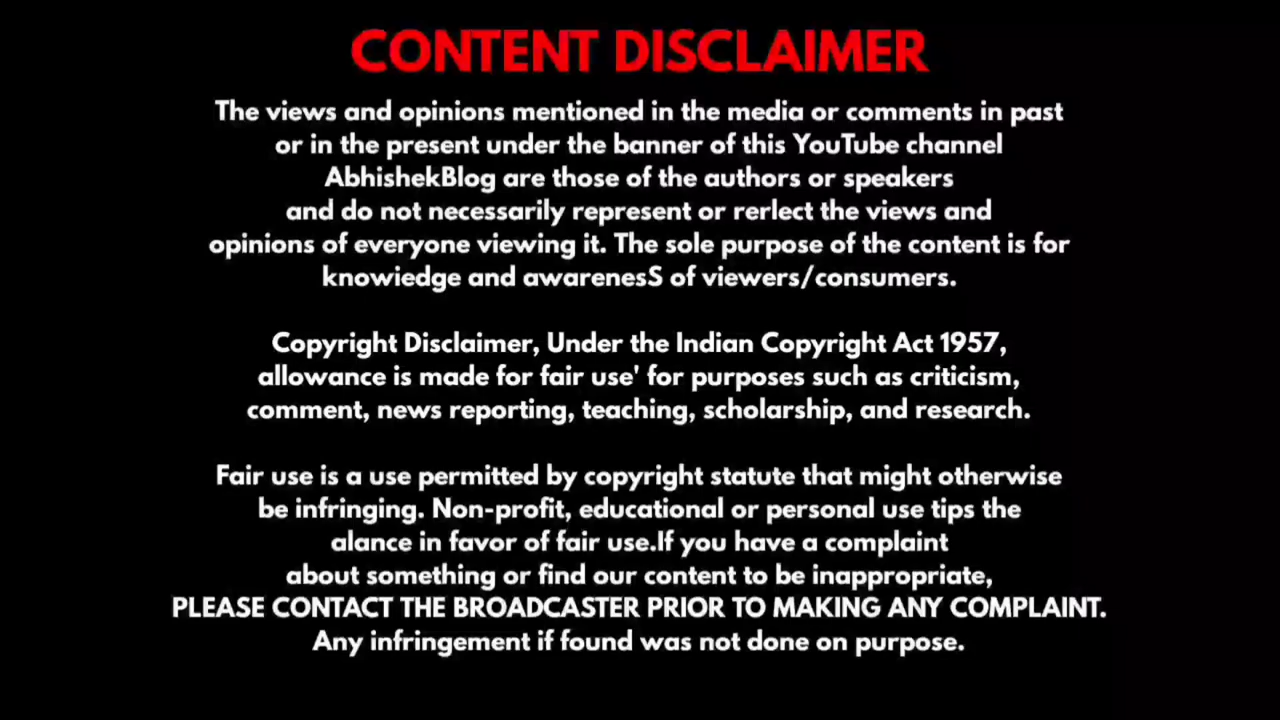 CONTENT DISCLAIMER
The views and opinions mentioned in the media or comments in past
or in the present under the banner of this YouTube channel
AbhishekBlog are those of the authors or speakers
and do not necessarily represent or rerlect the views and
opinions of everyone viewing it. The sole purpose of the content is for
knowiedge and awarenesS of viewers/consumers.
Copyright Disclaimer, Under the Indian Copyright Act 1957,
allowance is made for fair use' for purposes such as criticism,
comment, news reporting, teaching, scholarship, and research.
Fair use is a use permitted by copyright statute that might otherwise
be infringing. Non-profit, educational or personal use tips the
alance in favor of fair use.If you have a complaint
about something or find our content to be inappropriate,
PLEASE CONTACT THE BROADCASTER PRIOR TO MAKING ANY COMPLAINT.
Any infringement if found was not done on purpose.